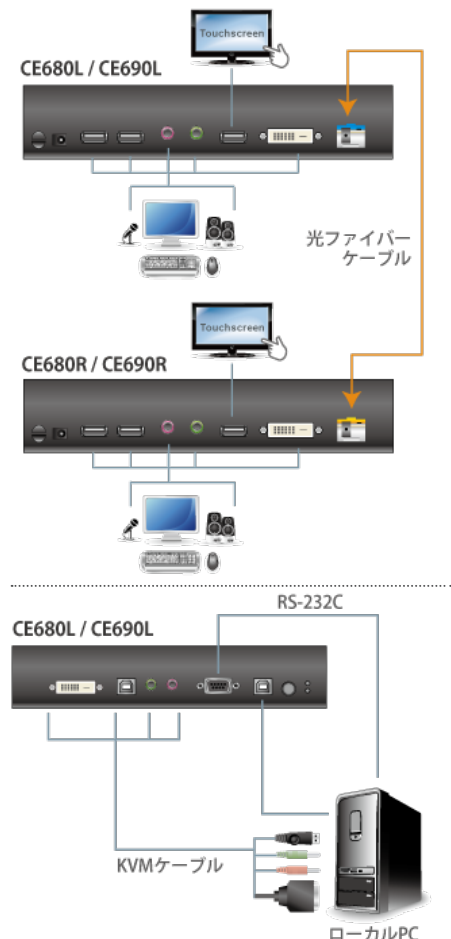 Touchscreen
CE680L / CE690L
光ファイバー
ケーブル
Touchscreen
CE680R / CE690R
RS-232C
CE680L / CE690L
KVMケーブル
ローカルPC